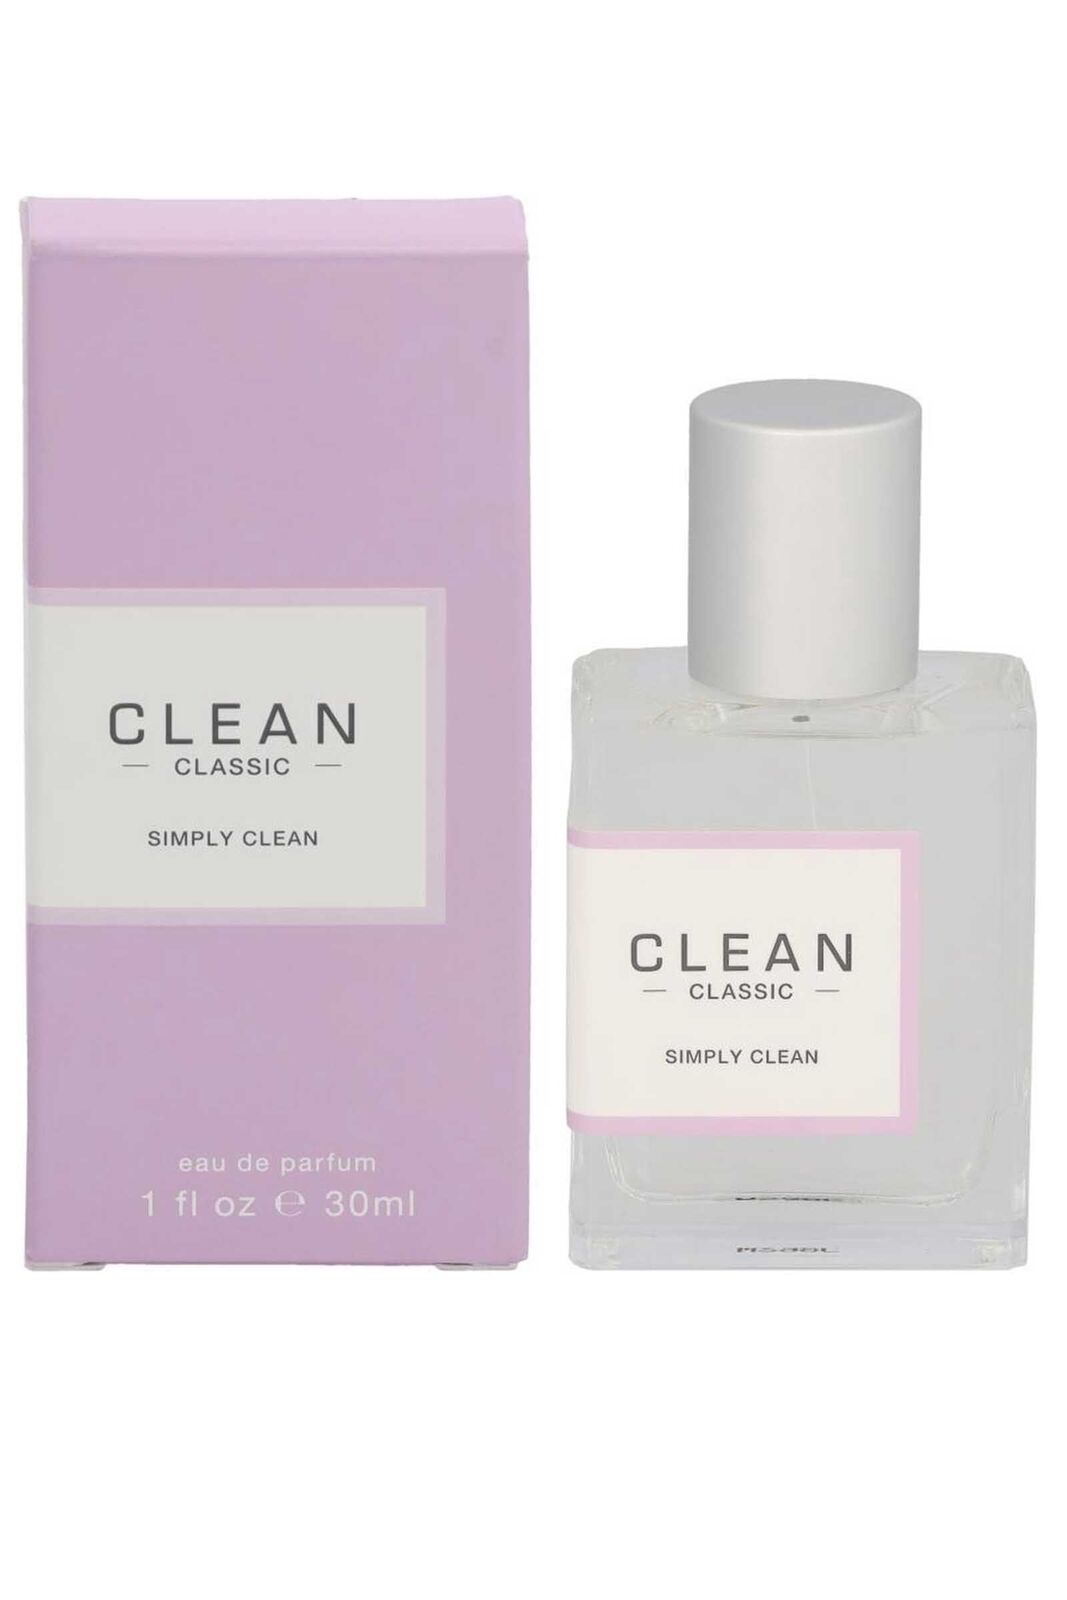 CLEAN
— CLASSIC —
SIMPLY CLEAN
eau de parfum
1 fl oz ℮ 30ml
CLEAN
— CLASSIC —
SIMPLY CLEAN